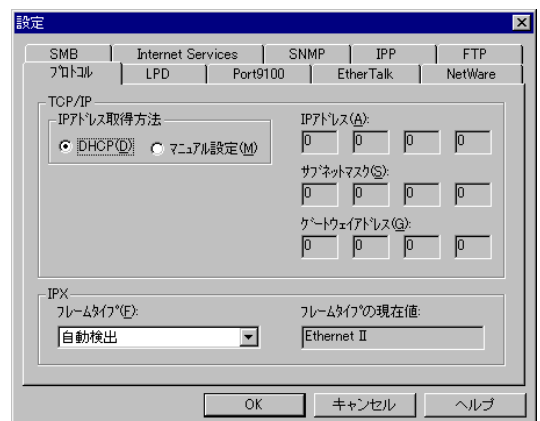 設定
SMB Internet Services SNMP IPP FTP
ﾌﾟﾛﾄｺﾙ LPD Port9100 EtherTalk NetWare
TCP/IP
IPｱﾄﾞﾚｽ取得方法
DHCP(D) ﾏﾆｭｱﾙ設定(M)
IPｱﾄﾞﾚｽ(A):
0 0 0 0
ｻﾌﾞﾈｯﾄﾏｽｸ(S):
0 0 0 0
ｹﾞｰﾄｳｪｲｱﾄﾞﾚｽ(G):
0 0 0 0
IPX
ﾌﾚｰﾑﾀｲﾌﾟ(F):
自動検出
ﾌﾚｰﾑﾀｲﾌﾟの現在値:
Ethernet II
OK キャンセル ヘルプ